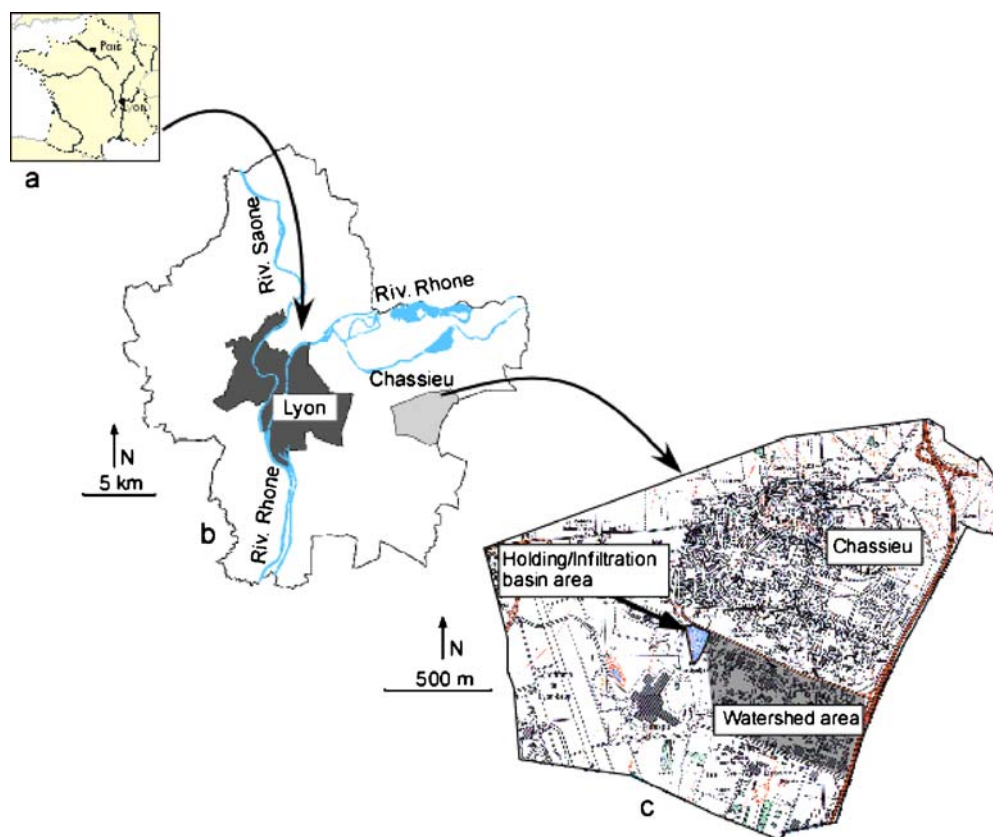 Paris
Lyon
a
Riv. Saone
Riv. Rhone
Chassieu
Lyon
N
5 km
b
Riv. Rhone
Holding/Infiltration
basin area
Chassieu
N
500 m
Watershed area
c